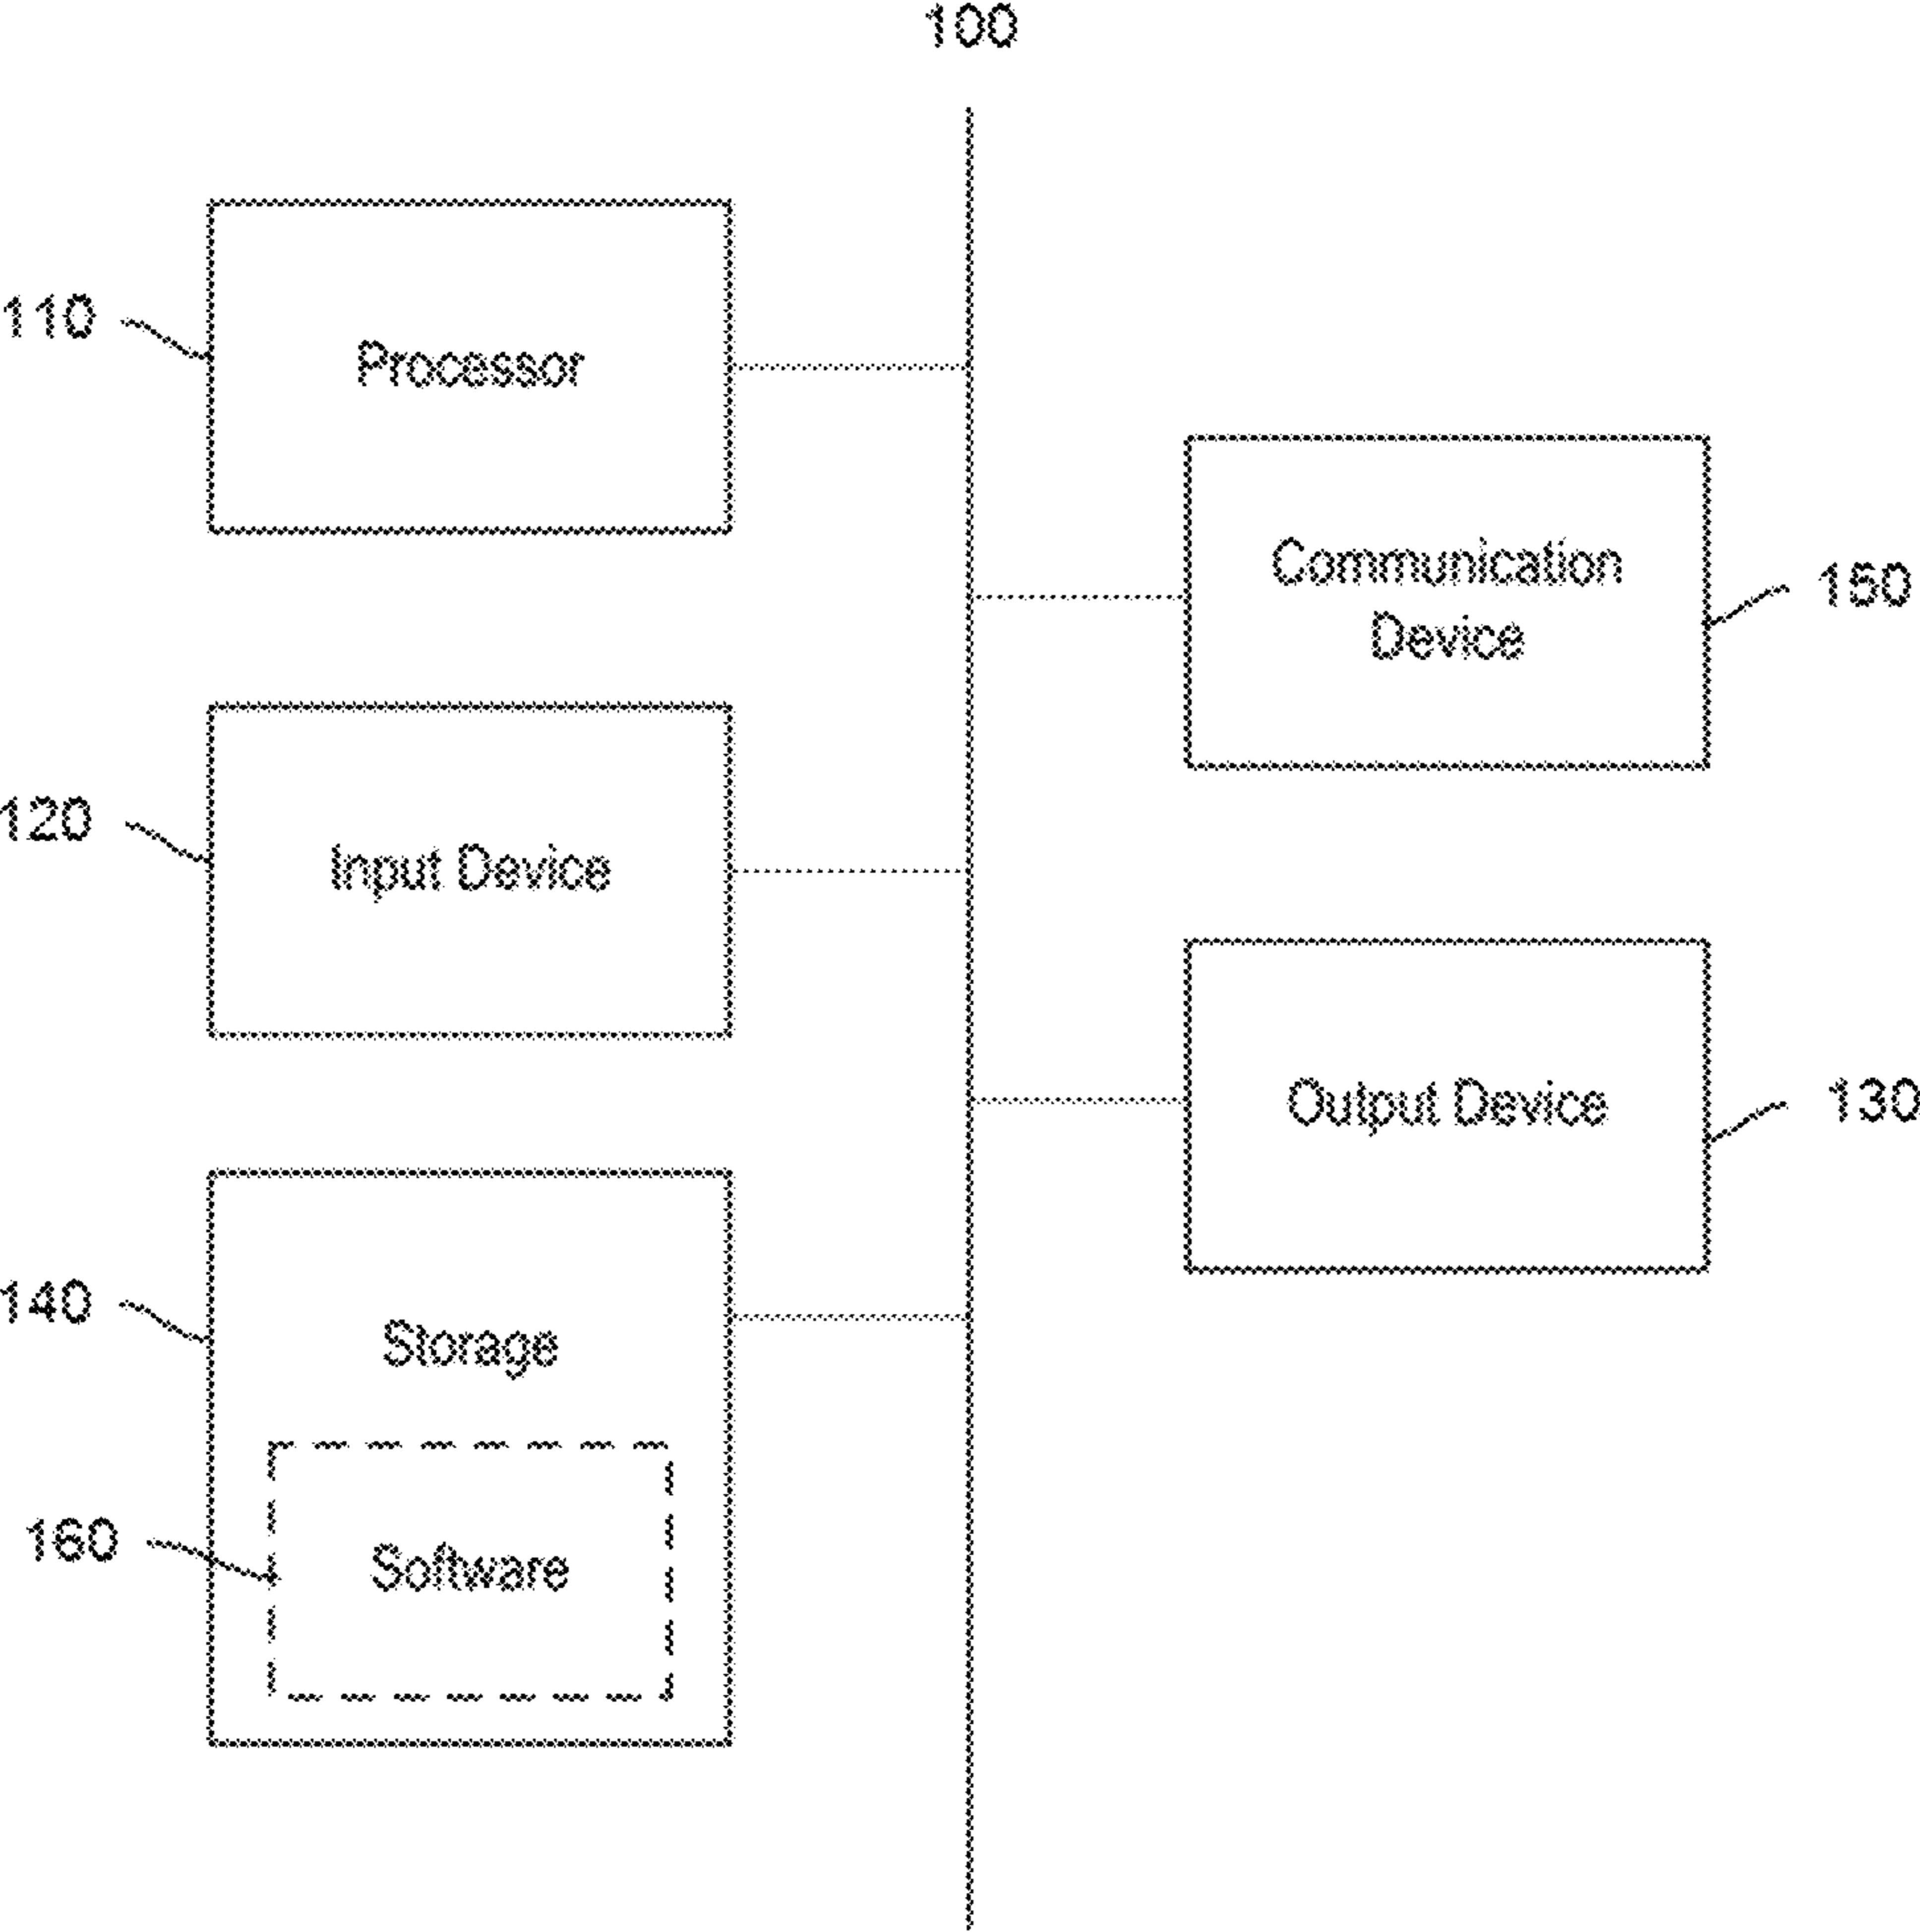 100
110
Processor
Communication
Device
150
120
Input Device
Output Device
130
140
Storage
160
Software